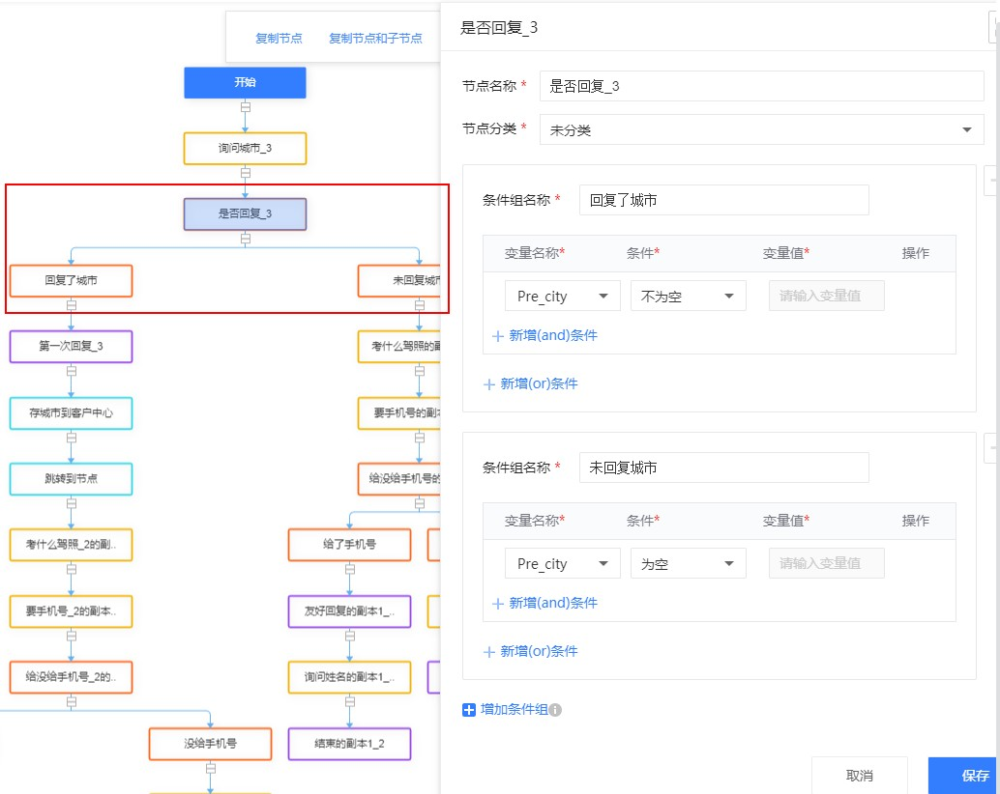 复制节点 复制节点和子节点
开始
询问城市_3
是否回复_3
回复了城市
未回复城市
第一次回复_3
考什么驾照的副
存城市到客户中心
要手机号的副本
跳转到节点
给没给手机号的
考什么驾照_2的副..
给了手机号
要手机号_2的副本..
友好回复的副本1_..
给没给手机号_2的..
询问姓名的副本1_..
没给手机号
结束的副本1_2
是否回复_3
节点名称 * 是否回复_3
节点分类 * 未分类
条件组名称 * 回复了城市
变量名称* 条件* 变量值* 操作
Pre_city 不为空 请输入变量值
+ 新增(and)条件
+ 新增(or)条件
条件组名称 * 未回复城市
变量名称* 条件* 变量值* 操作
Pre_city 为空 请输入变量值
+ 新增(and)条件
+ 新增(or)条件
增加条件组
取消 保存